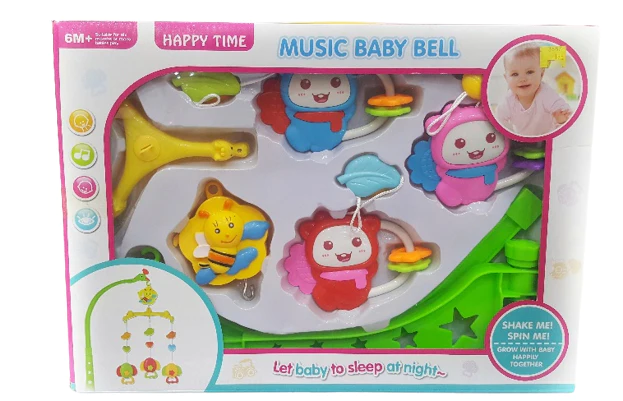 6M+
HAPPY TIME
MUSIC BABY BELL
SHAKE ME!
SPIN ME!
GROW WITH BABY
HAPPILY
TOGETHER
Let baby to sleep at night~